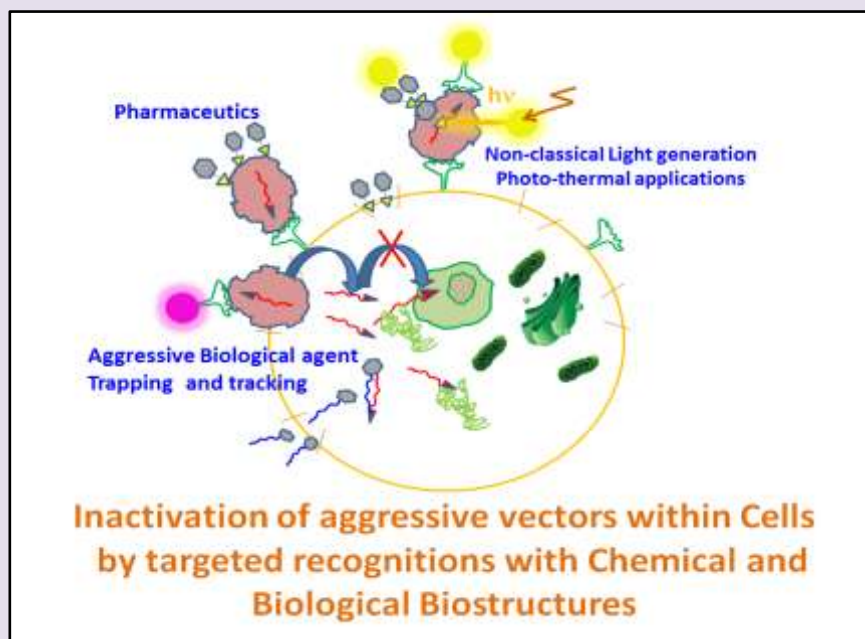 Pharmaceutics
hν
Non-classical Light generation
Photo-thermal applications
Aggressive Biological agent
Trapping and tracking
Inactivation of aggressive vectors within Cells
by targeted recognitions with Chemical and
Biological Biostructures